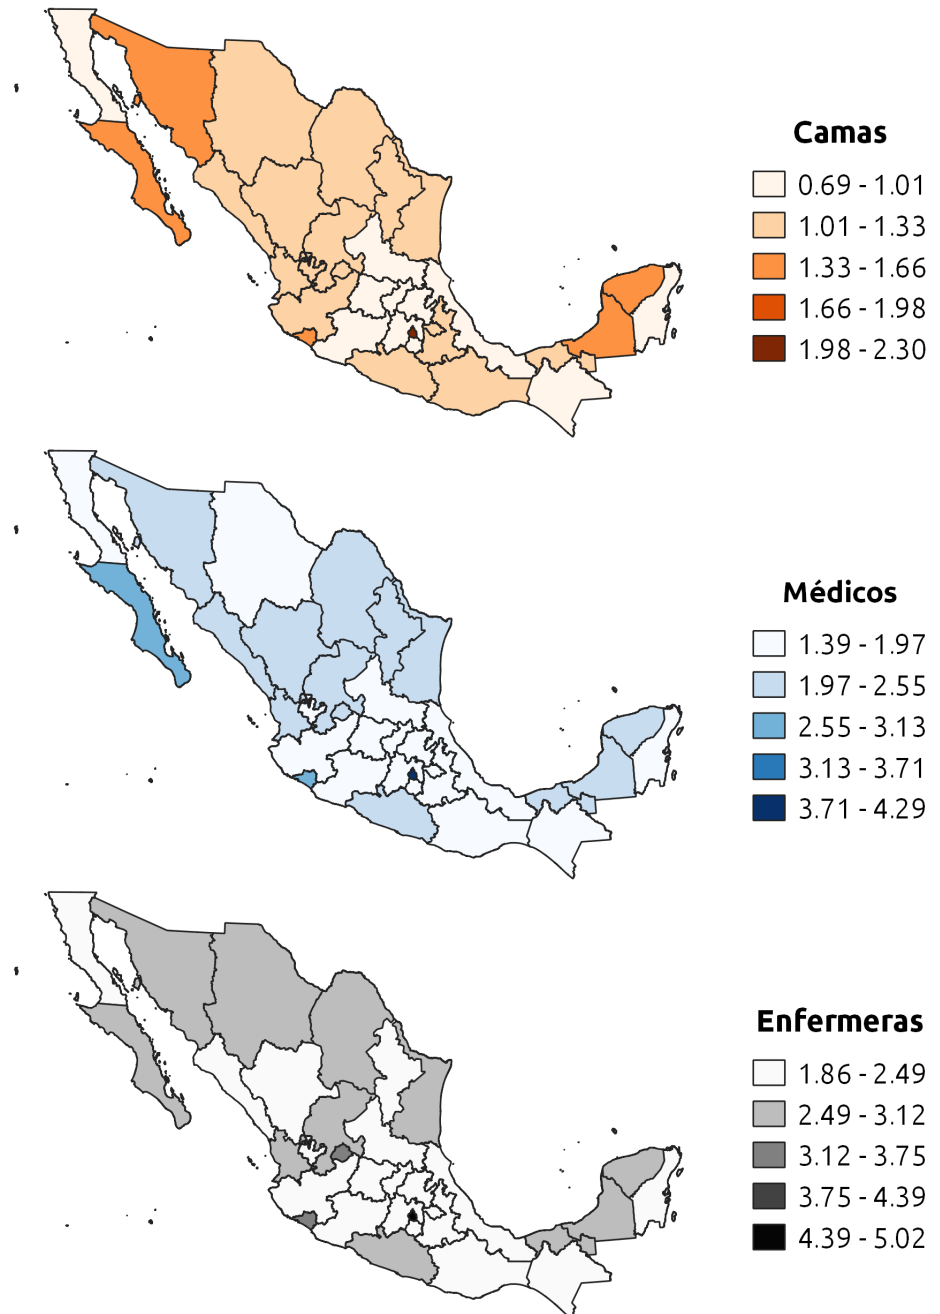 Camas
0.69 - 1.01
1.01 - 1.33
1.33 - 1.66
1.66 - 1.98
1.98 - 2.30
Médicos
1.39 - 1.97
1.97 - 2.55
2.55 - 3.13
3.13 - 3.71
3.71 - 4.29
Enfermeras
1.86 - 2.49
2.49 - 3.12
3.12 - 3.75
3.75 - 4.39
4.39 - 5.02